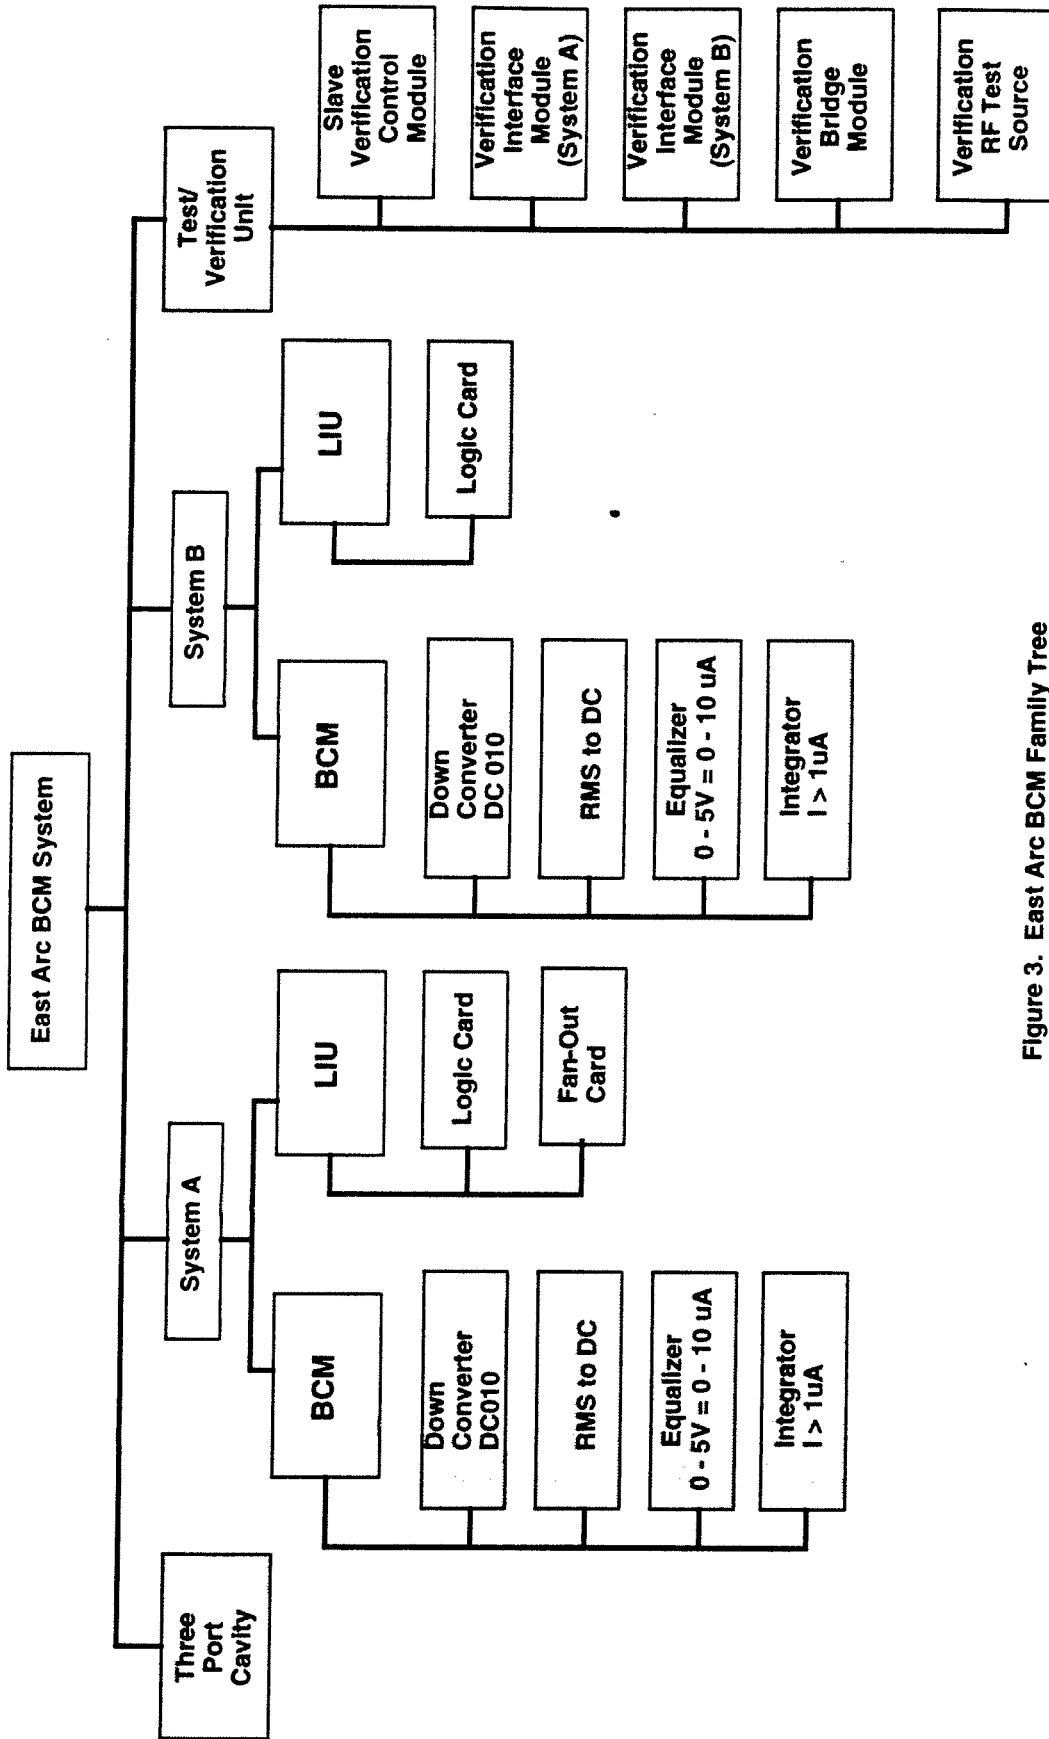 East Arc BCM System
Three
Port
Cavity
System A
BCM
Down
Converter
DC010
RMS to DC
Equalizer
0 - 5V = 0 - 10 uA
Integrator
I > 1uA
LIU
Logic Card
Fan-Out
Card
System B
BCM
Down
Converter
DC 010
RMS to DC
Equalizer
0 - 5V = 0 - 10 uA
Integrator
I > 1uA
LIU
Logic Card
Test/
Verification
Unit
Slave
Verification
Control
Module
Verification
Interface
Module
(System A)
Verification
Interface
Module
(System B)
Verification
Bridge
Module
Verification
RF Test
Source
Figure 3. East Arc BCM Family Tree